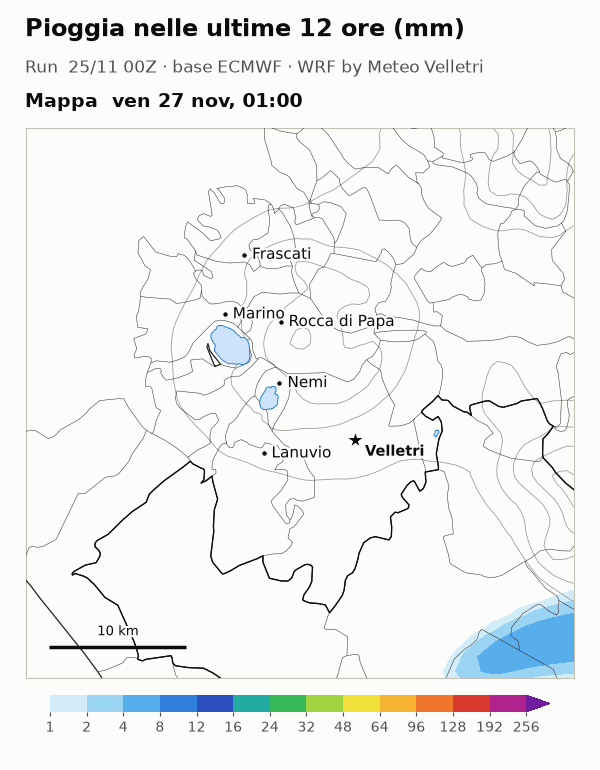 Pioggia nelle ultime 12 ore (mm)
Run 25/11 00Z · base ECMWF · WRF by Meteo Velletri
Mappa ven 27 nov, 01:00
Frascati
Marino
Rocca di Papa
Nemi
Velletri
Lanuvio
10 km
1 2 4 8 12 16 24 32 48 64 96 128 192 256